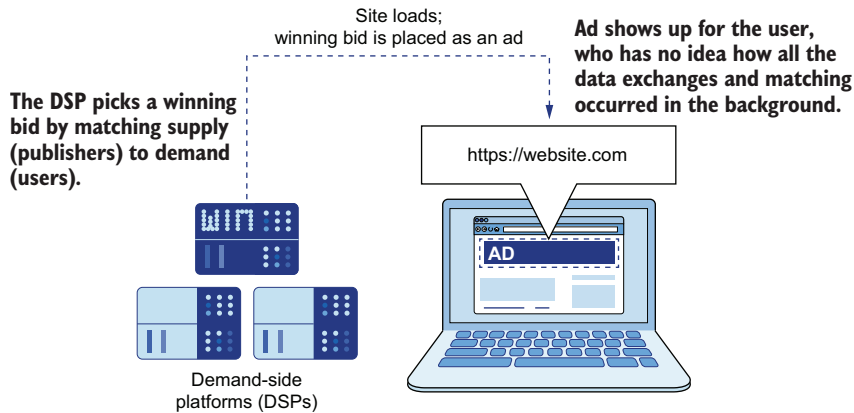 Site loads;
winning bid is placed as an ad
Ad shows up for the user,
who has no idea how all the
data exchanges and matching
occurred in the background.
The DSP picks a winning
bid by matching supply
(publishers) to demand
(users).
https://website.com
WIN
AD
Demand-side
platforms (DSPs)